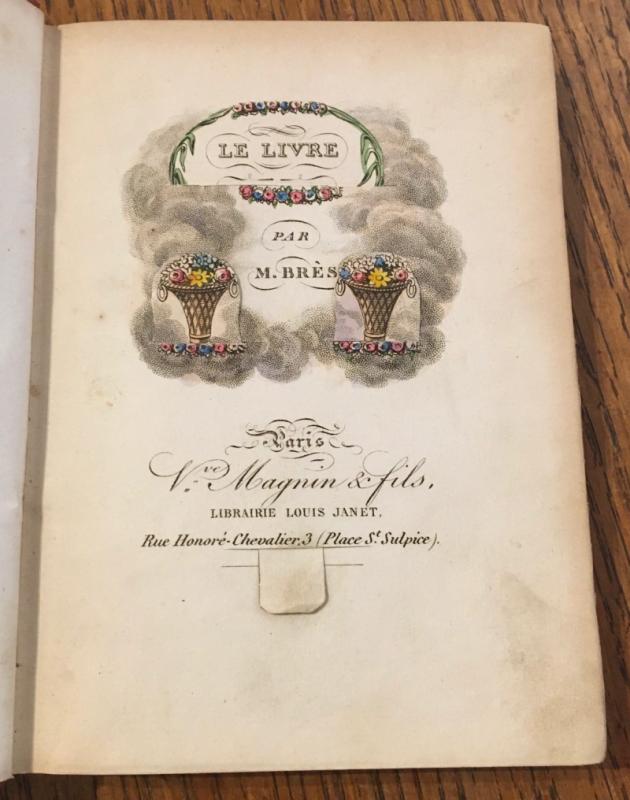 LE LIVRE
PAR
M. BRÈS
Paris
Vve Magnin & fils,
LIBRAIRIE LOUIS JANET,
Rue Honoré-Chevalier, 3 (Place St Sulpice).